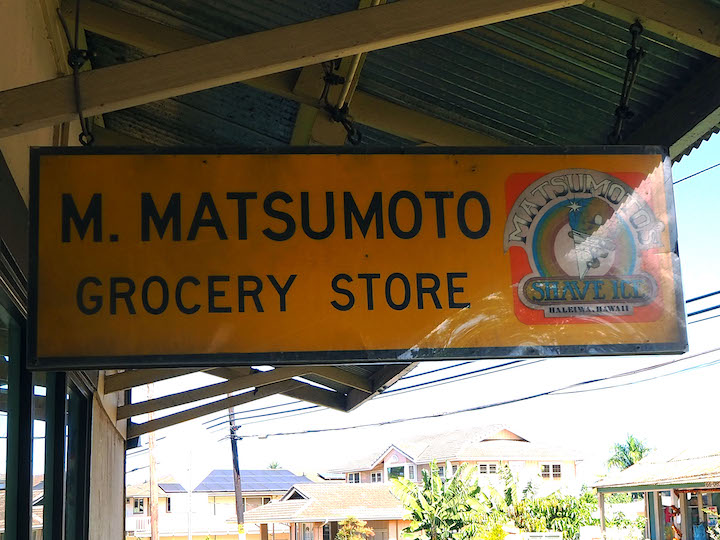 M. MATSUMOTO
GROCERY STORE
MATSUMOTO'S
SHAVE ICE
HALEIWA, HAWAII